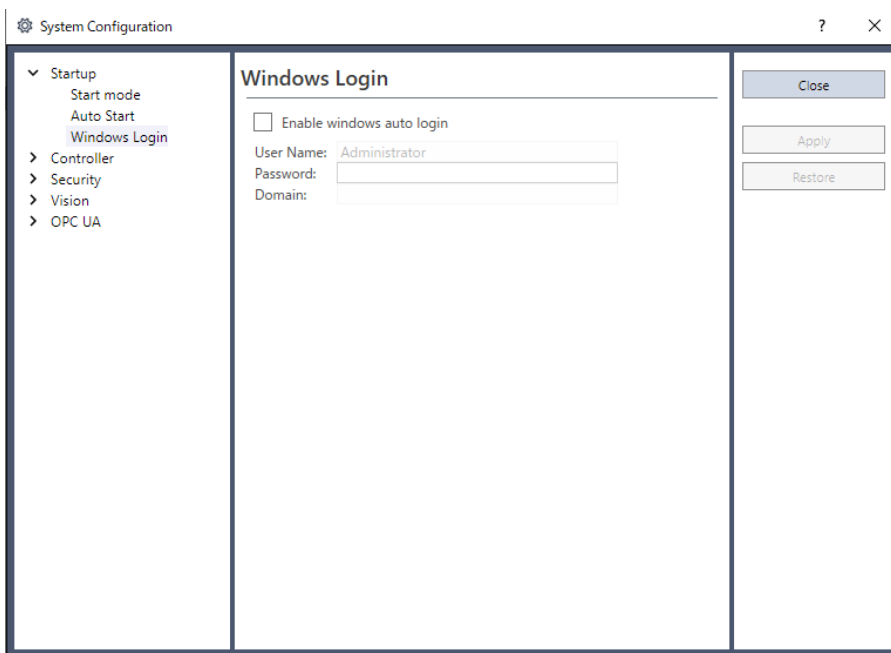 System Configuration
?
Startup
Start mode
Auto Start
Windows Login
Controller
Security
Vision
OPC UA
Windows Login
Enable windows auto login
User Name: Administrator
Password:
Domain:
Close
Apply
Restore